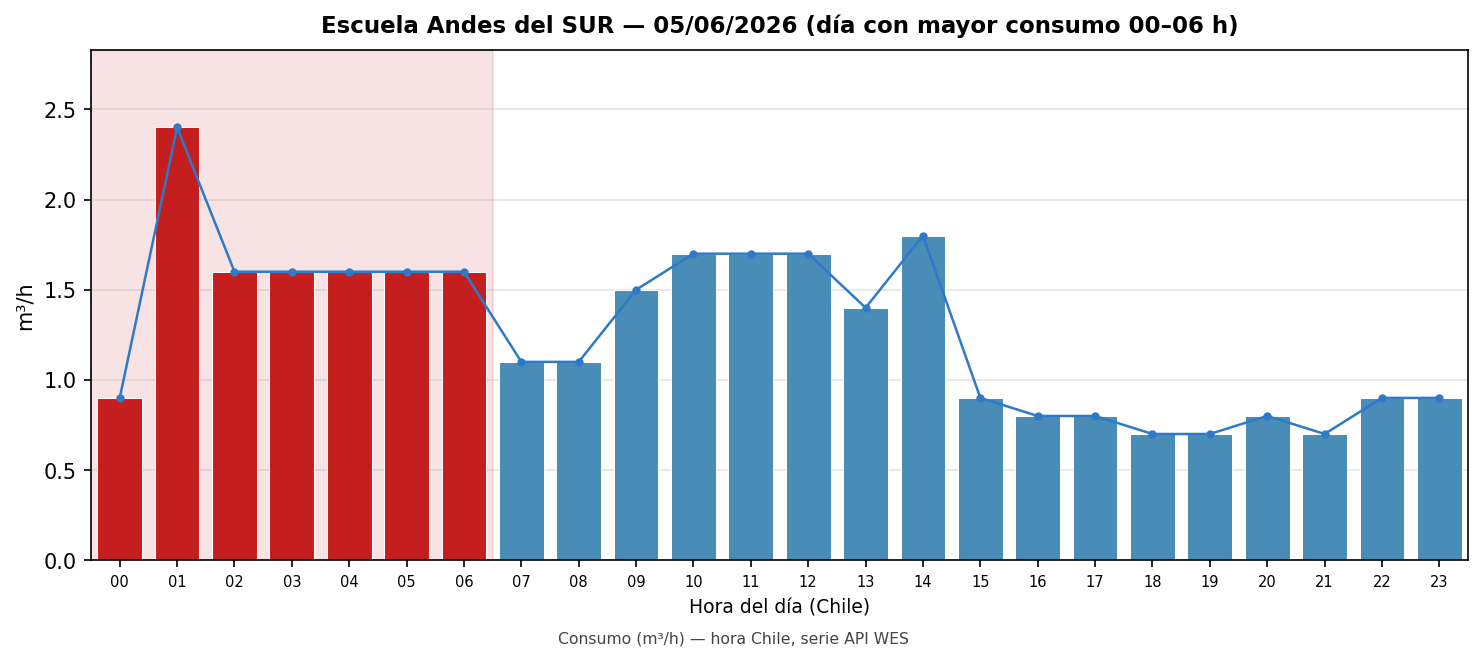 Escuela Andes del SUR — 05/06/2026 (día con mayor consumo 00–06 h)
m³/h
2.5
2.0
1.5
1.0
0.5
0.0
00 01 02 03 04 05 06 07 08 09 10 11 12 13 14 15 16 17 18 19 20 21 22 23
Hora del día (Chile)
Consumo (m³/h) — hora Chile, serie API WES